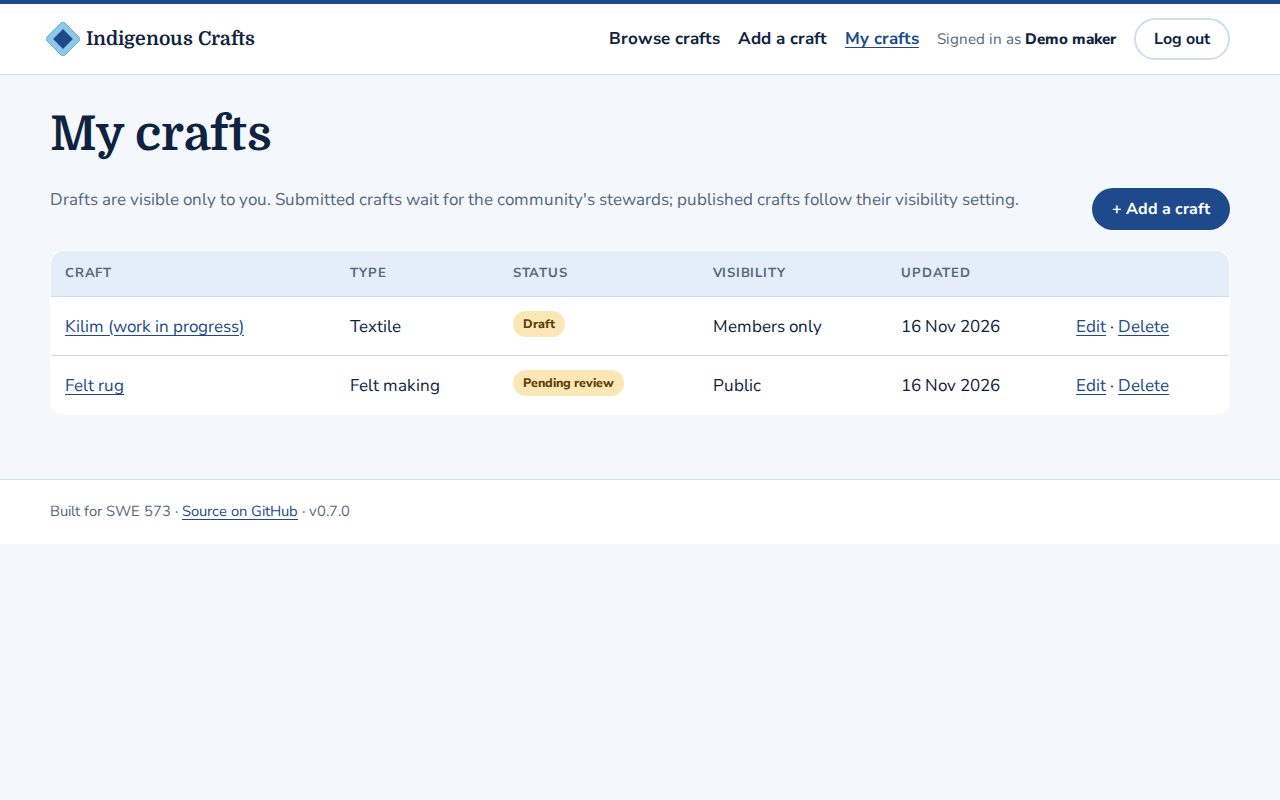 Indigenous Crafts Browse crafts Add a craft My crafts Signed in as Demo maker Log out
My crafts
Drafts are visible only to you. Submitted crafts wait for the community's stewards; published crafts follow their visibility setting. + Add a craft
CRAFT TYPE STATUS VISIBILITY UPDATED
Kilim (work in progress) Textile Draft Members only 16 Nov 2026 Edit · Delete
Felt rug Felt making Pending review Public 16 Nov 2026 Edit · Delete
Built for SWE 573 · Source on GitHub · v0.7.0